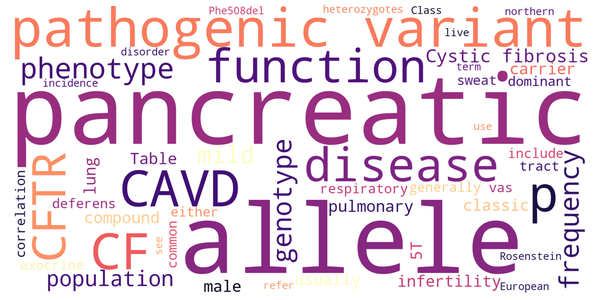 Phe508del heterozygotes Class northern
pathogenic variant
disorder live
phenotype function Cystic fibrosis
incidence term carrier
sweat dominant
pancreatic
use
CFTR lung Table mild genotype disease include tract frequency
CAVD respiratory generally vas p
correlation deferens pulmonary classic
compound either
CF common see allele 5T Rosenstein
exocrine population male refer usually infertility European